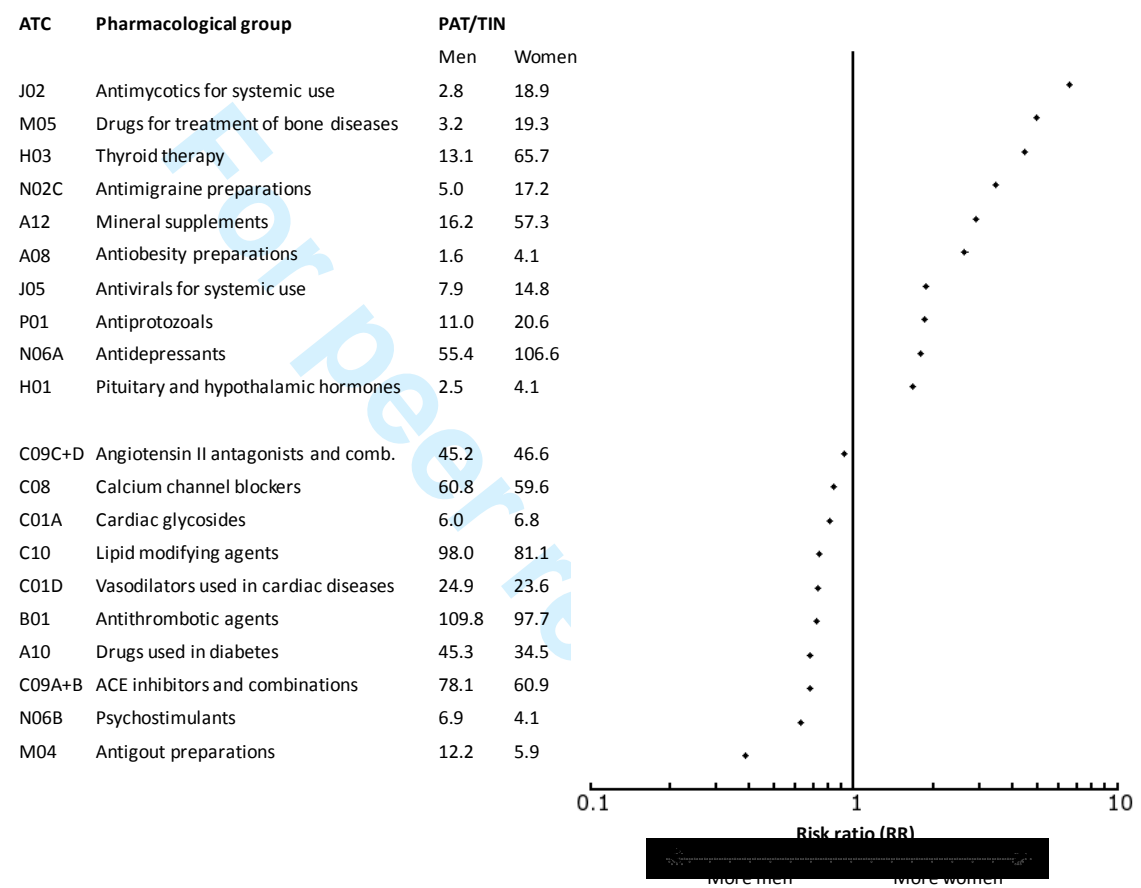 ATC Pharmacological group PAT/TIN
Men Women
J02 Antimycotics for systemic use 2.8 18.9
M05 Drugs for treatment of bone diseases 3.2 19.3
H03 Thyroid therapy 13.1 65.7
N02C Antimigraine preparations 5.0 17.2
A12 Mineral supplements 16.2 57.3
A08 Antiobesity preparations 1.6 4.1
J05 Antivirals for systemic use 7.9 14.8
P01 Antiprotozoals 11.0 20.6
N06A Antidepressants 55.4 106.6
H01 Pituitary and hypothalamic hormones 2.5 4.1
C09C+D Angiotensin II antagonists and comb. 45.2 46.6
C08 Calcium channel blockers 60.8 59.6
C01A Cardiac glycosides 6.0 6.8
C10 Lipid modifying agents 98.0 81.1
C01D Vasodilators used in cardiac diseases 24.9 23.6
B01 Antithrombotic agents 109.8 97.7
A10 Drugs used in diabetes 45.3 34.5
C09A+B ACE inhibitors and combinations 78.1 60.9
N06B Psychostimulants 6.9 4.1
M04 Antigout preparations 12.2 5.9
0.1 1 10
Risk ratio (RR)
More men More women
For peer re